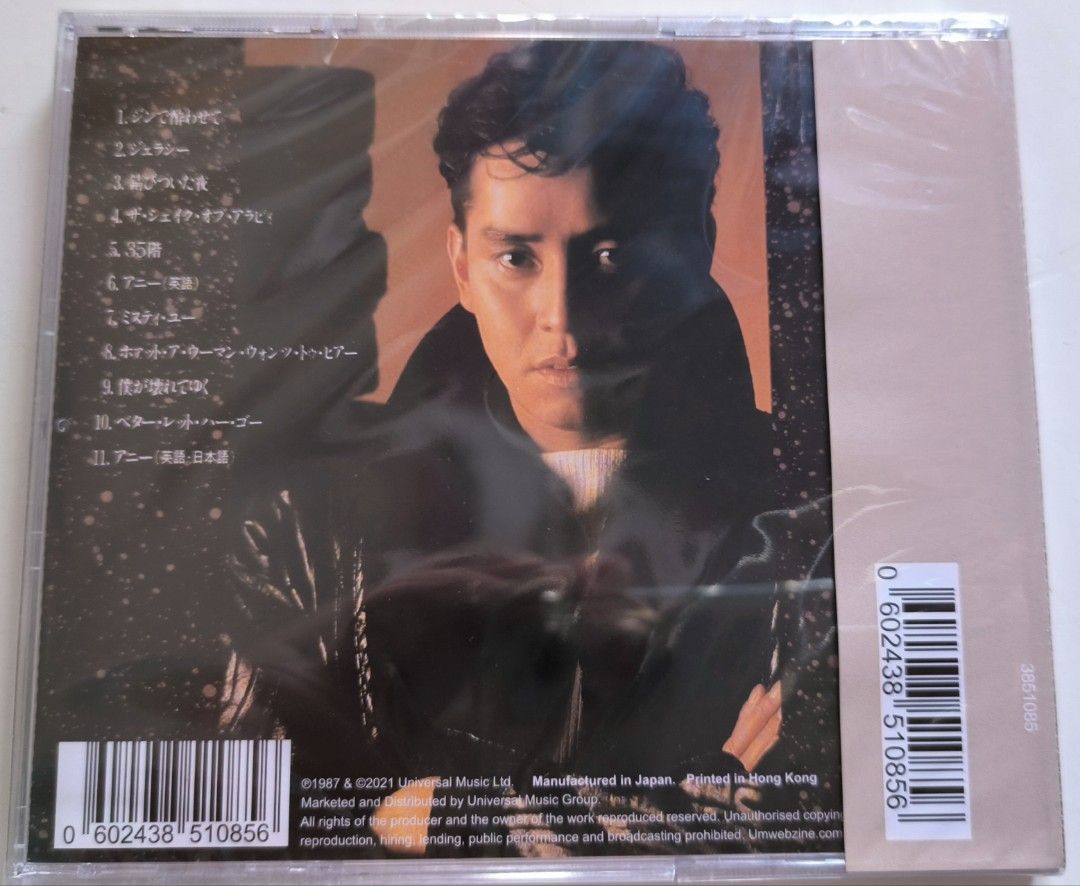 1. ジンで酔わせて
2. ジェラシー
3. 錆びついた夜
4. ザ・シェイク・オブ・アラビィ
5. 35階
6. アニー(英語)
7. ミスティ・ユー
8. ホヮット・ア・ウーマン・ウォンツ・トゥ・ヒアー
9. 僕が壊れてゆく
10. ベター・レット・ハー・ゴー
11. アニー(英語・日本語)
0 602438 510856
℗1987 & ©2021 Universal Music Ltd. Manufactured in Japan. Printed in Hong Kong
Marketed and Distributed by Universal Music Group.
All rights of the producer and the owner of the work reproduced reserved. Unauthorised copying
reproduction, hiring, lending, public performance and broadcasting prohibited. Umwebzine.com
0 602438 510856
3851085